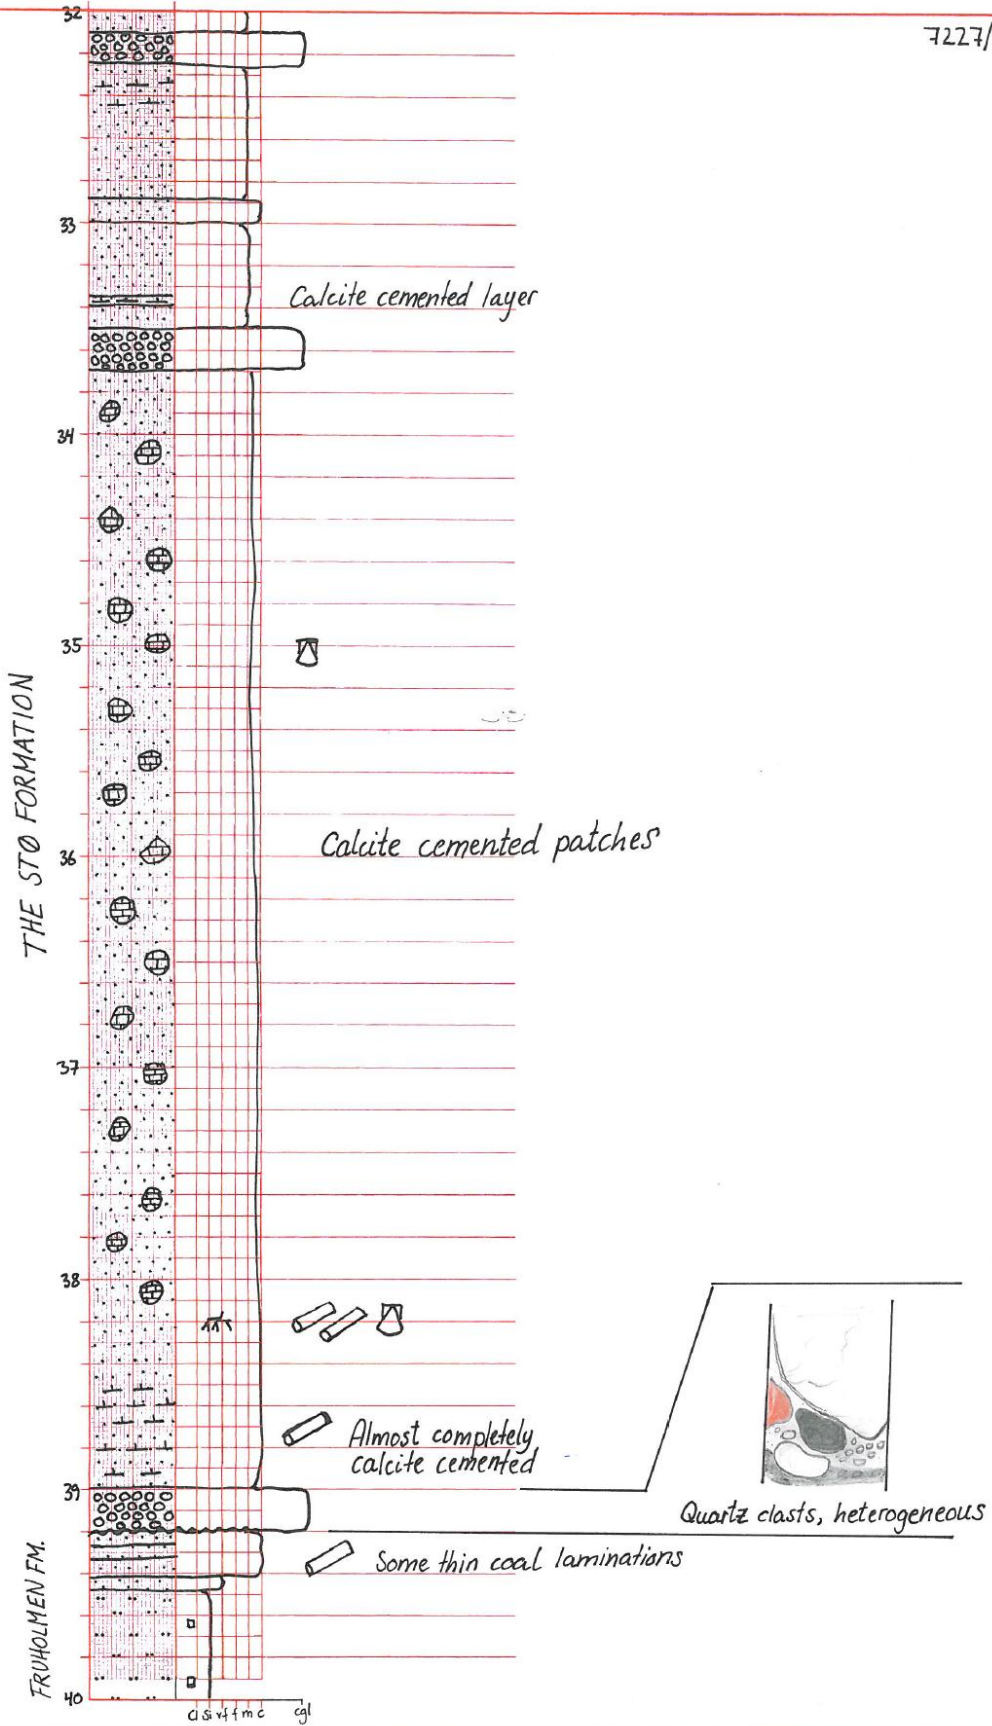 32
7227/
33
Calcite cemented layer
34
35
THE STØ FORMATION
Calcite cemented patches
36
37
38
Almost completely
calcite cemented
39
Quartz clasts, heterogeneous
Some thin coal laminations
FRUHOLMEN FM.
40
cl si vf f m c cgl